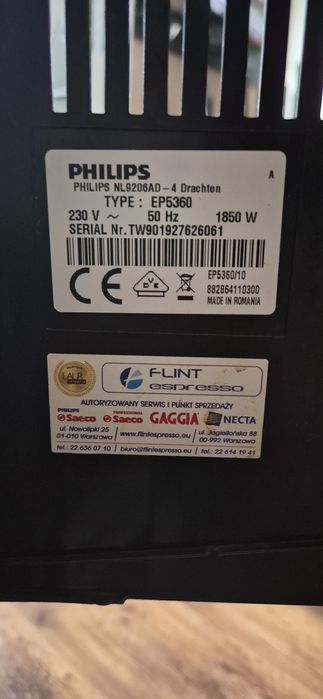 PHILIPS
PHILIPS NL9206AD-4 Drachten
TYPE : EP5360
230 V ~ 50 Hz 1850 W
SERIAL Nr. TW901927626061
CE
EP5360/10
882864110300
MADE IN ROMANIA
LAUR
FLINT
espresso
AUTORYZOWANY SERWIS I PUNKT SPRZEDAŻY
PHILIPS Saeco PROFESSIONAL Saeco GAGGIA NECTA
ul. Nowolipki 25 ul. Jagiellońska 88
01-010 Warszawa www.flintespresso.eu 00-992 Warszawa
tel.: 22 636 07 10 biuro@flintespresso.eu tel.: 22 614 19 41